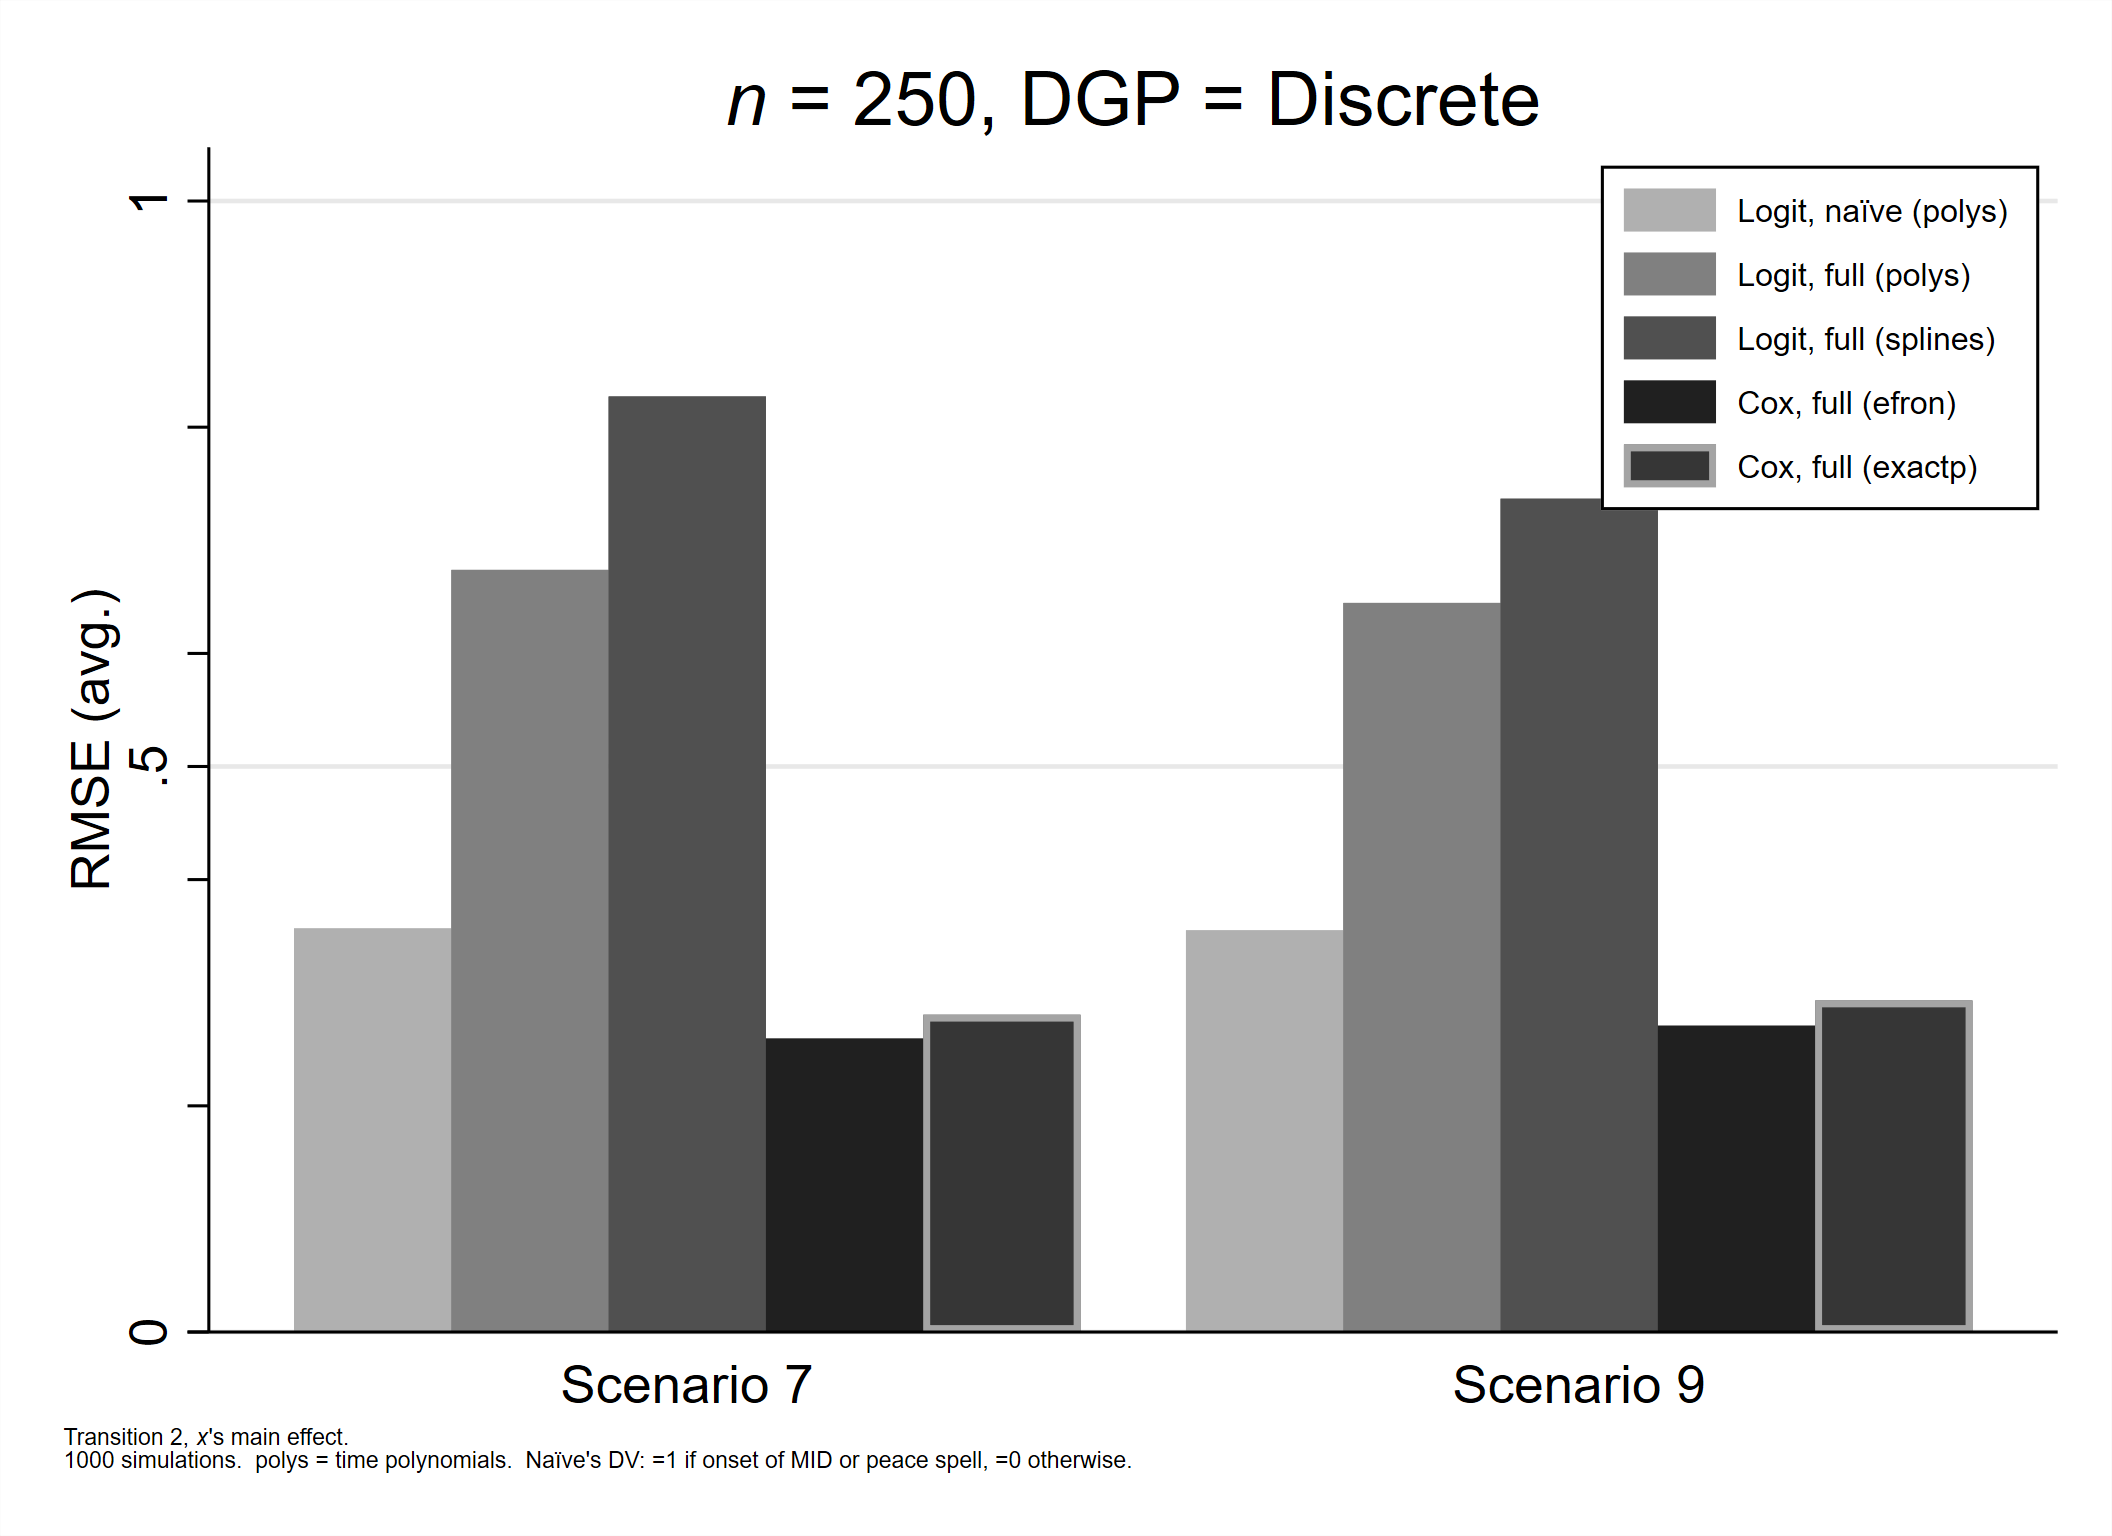 n = 250, DGP = Discrete
1
.5
0
RMSE (avg.)
Logit, naïve (polys)
Logit, full (polys)
Logit, full (splines)
Cox, full (efron)
Cox, full (exactp)
Scenario 7
Scenario 9
Transition 2, x's main effect.
1000 simulations.  polys = time polynomials.  Naïve's DV: =1 if onset of MID or peace spell, =0 otherwise.